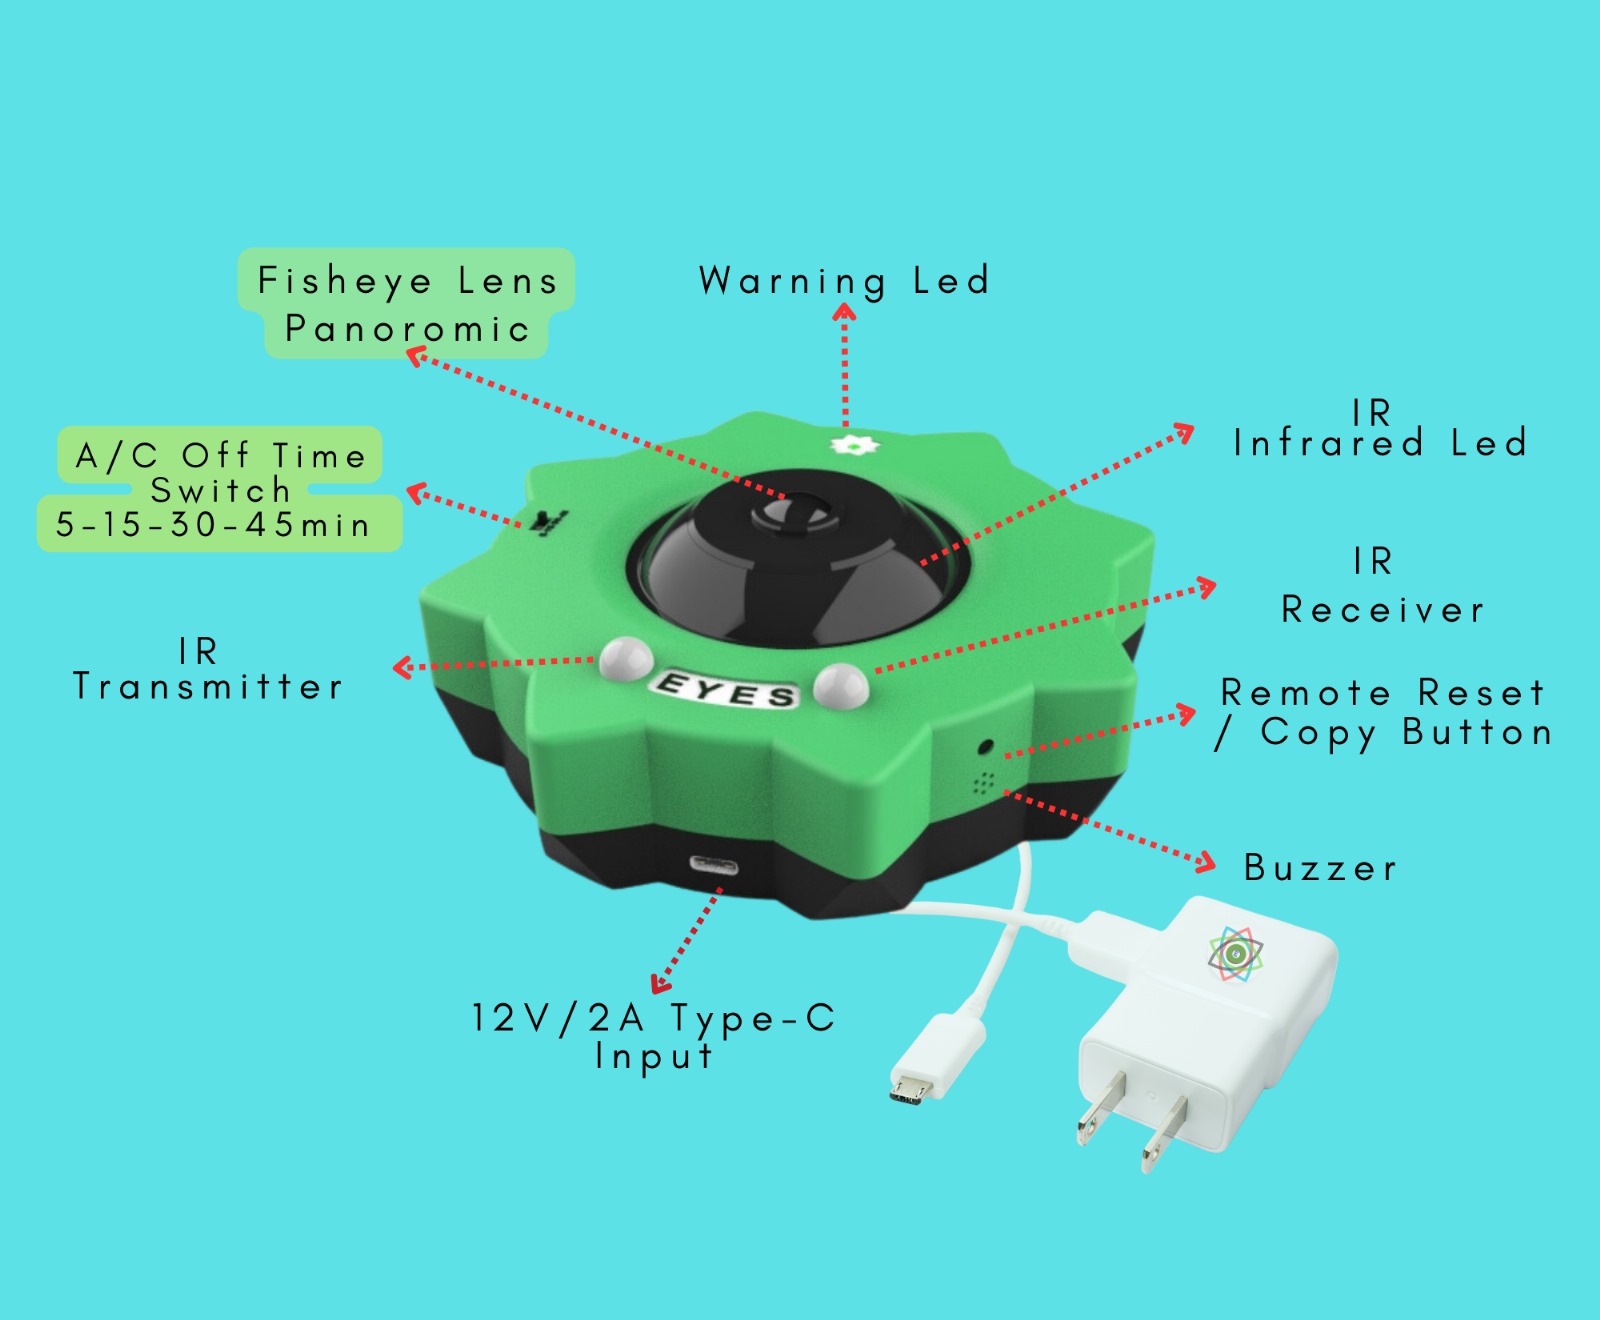 Fisheye Lens
Panoromic
Warning Led
A/C Off Time
Switch
5-15-30-45min
IR
Infrared Led
IR
Receiver
IR
Transmitter
EYES
Remote Reset
/ Copy Button
Buzzer
12V/2A Type-C
Input